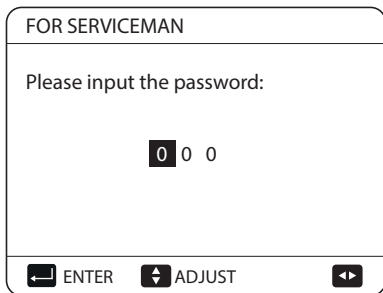 FOR SERVICEMAN
Please input the password:
0 0 0
ENTER ADJUST